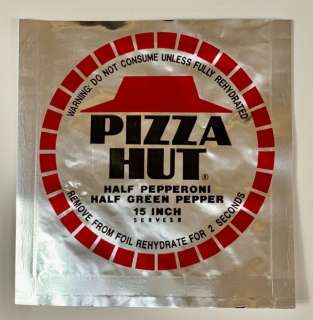 WARNING: DO NOT CONSUME UNLESS FULLY REHYDRATED!
PIZZA
HUT®
HALF PEPPERONI
HALF GREEN PEPPER
15 INCH
SERVES 8
REMOVE FROM FOIL REHYDRATE FOR 2 SECONDS